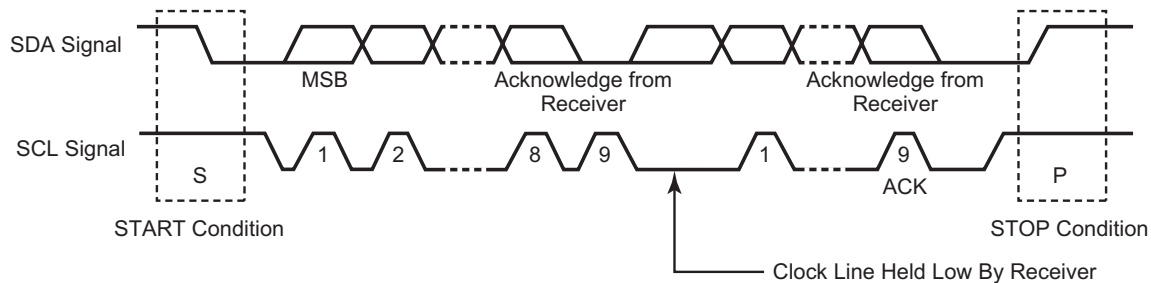 SDA Signal
MSB
Acknowledge from
Receiver
Acknowledge from
Receiver
SCL Signal
S
1
2
8
9
1
9
ACK
P
START Condition
STOP Condition
Clock Line Held Low By Receiver